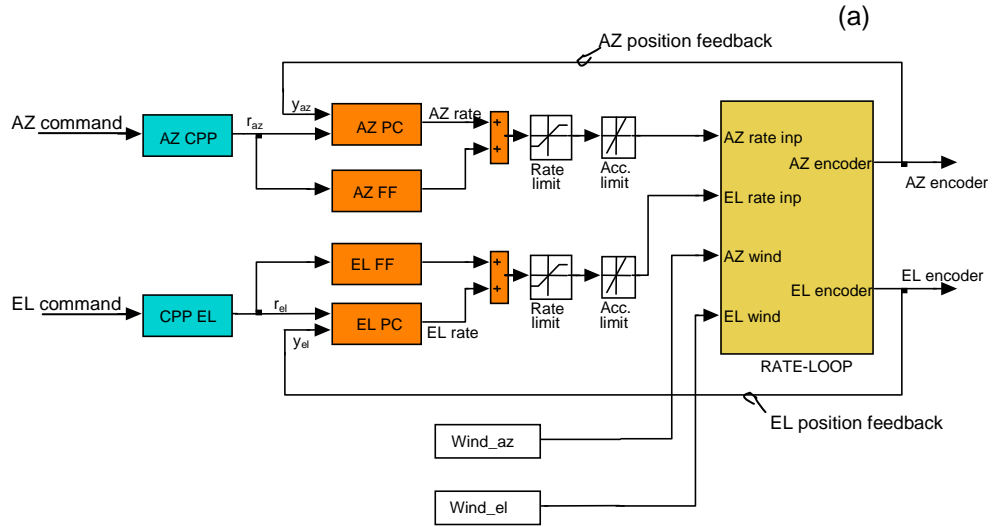 (a)
AZ position feedback
y_az
AZ rate
AZ command
r_az
AZ CPP
AZ PC
+
+
Rate
limit
Acc.
limit
AZ rate inp
AZ encoder
AZ encoder
AZ FF
EL rate inp
EL FF
AZ wind
EL command
CPP EL
r_el
EL PC
y_el
EL rate
+
+
Rate
limit
Acc.
limit
EL encoder
EL encoder
EL wind
RATE-LOOP
EL position feedback
Wind_az
Wind_el